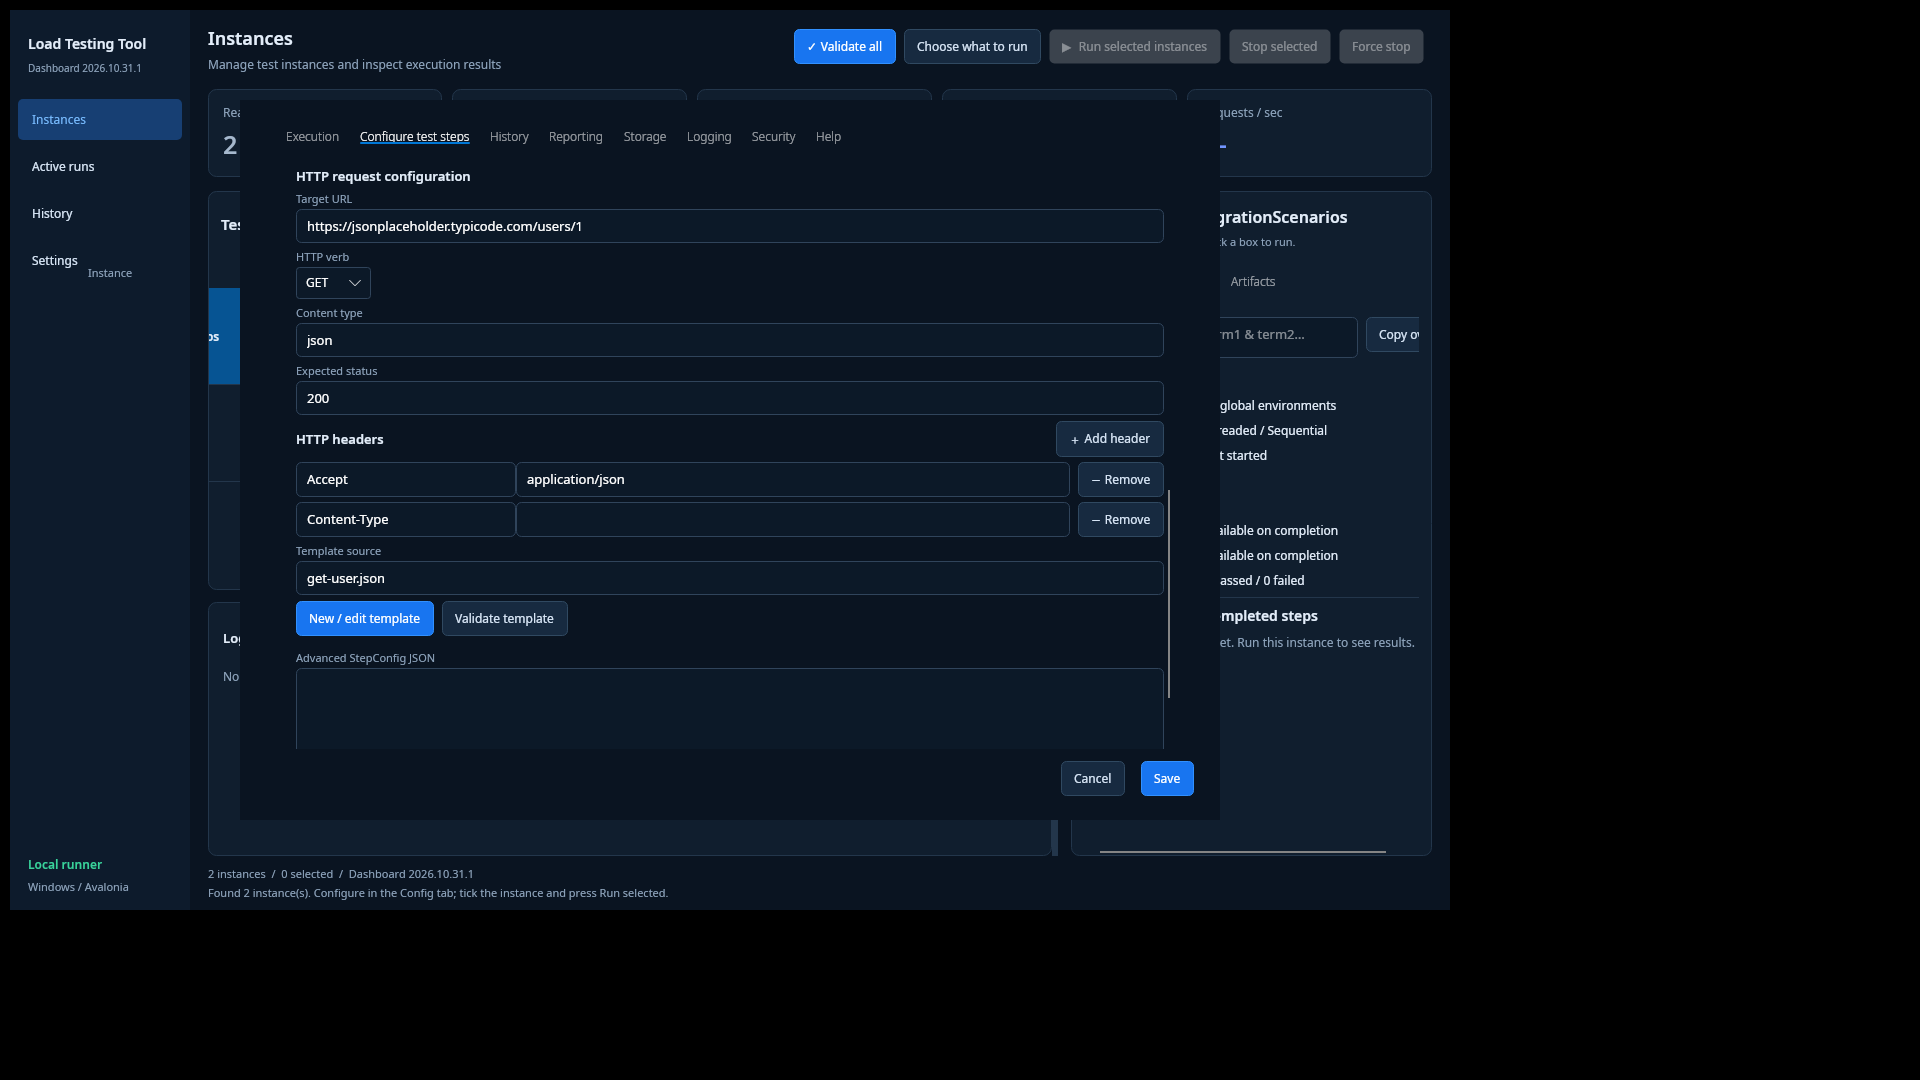 Load Testing Tool
Dashboard 2026.10.31.1
Instances
Active runs
History
Settings
Instance
Local runner
Windows / Avalonia
Instances
Manage test instances and inspect execution results
✓ Validate all
Choose what to run
▶ Run selected instances
Stop selected
Force stop
2
quests / sec
Execution
Configure test steps
History
Reporting
Storage
Logging
Security
Help
HTTP request configuration
Target URL
https://jsonplaceholder.typicode.com/users/1
HTTP verb
GET
Content type
json
Expected status
200
HTTP headers
+ Add header
Accept
application/json
− Remove
Content-Type
− Remove
Template source
get-user.json
New / edit template
Validate template
Advanced StepConfig JSON
Cancel
Save
grationScenarios
a box to run.
Artifacts
rm1 & term2...
Copy
global environments
readed / Sequential
t started
ailable on completion
ailable on completion
assed / 0 failed
mpleted steps
et. Run this instance to see results.
No
2 instances / 0 selected / Dashboard 2026.10.31.1
Found 2 instance(s). Configure in the Config tab; tick the instance and press Run selected.